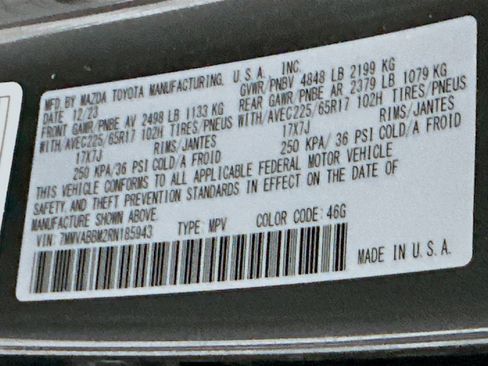 MFD. BY MAZDA TOYOTA MANUFACTURING, U.S.A., INC.
DATE 12/23 GVWR/PNBV 4848 LB 2199 KG
FRONT GAWR/PNBE AV 2498 LB 1133 KG REAR GAWR/PNBE AR 2379 LB 1079 KG
WITH/AVEC225/65R17 102H TIRES/PNEUS WITH/AVEC225/65R17 102H TIRES/PNEUS
17X7J RIMS/JANTES 17X7J RIMS/JANTES
250 KPA/36 PSI COLD/A FROID 250 KPA/36 PSI COLD/A FROID
THIS VEHICLE CONFORMS TO ALL APPLICABLE FEDERAL MOTOR VEHICLE
SAFETY, AND THEFT PREVENTION STANDARDS IN EFFECT ON THE DATE OF
MANUFACTURE SHOWN ABOVE.
VIN: 7MMVABBM2RN185943 TYPE: MPV COLOR CODE: 46G
MADE IN U.S.A.